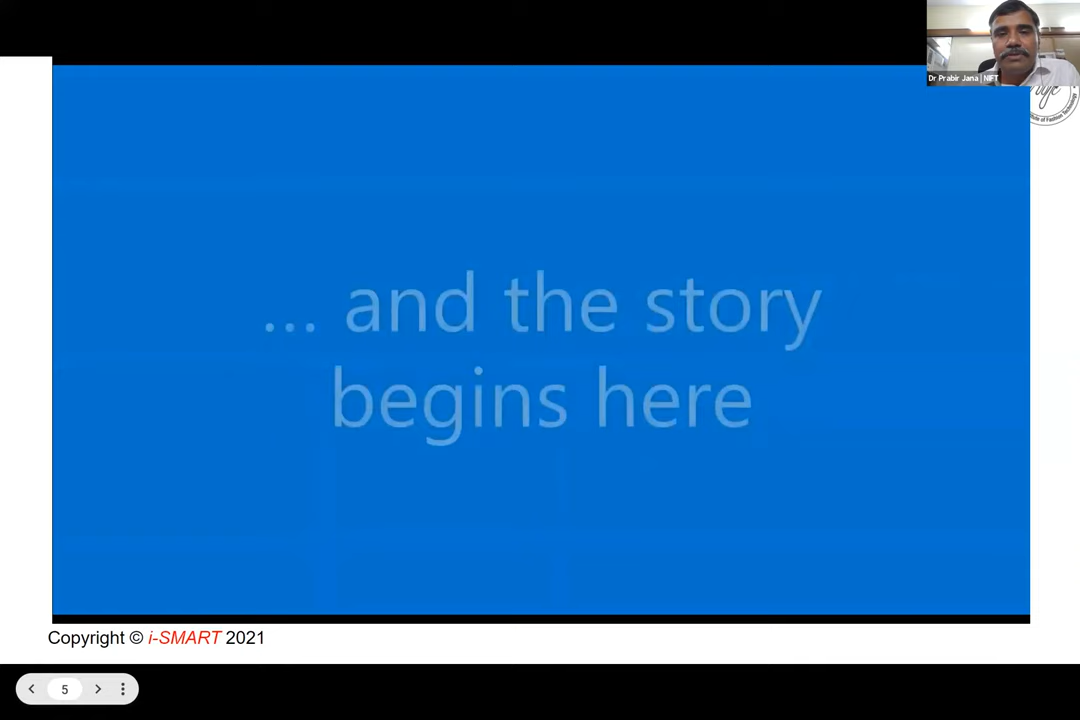 Dr Prabir Jana | NIFT
... and the story
begins here
Copyright © i-SMART 2021
5